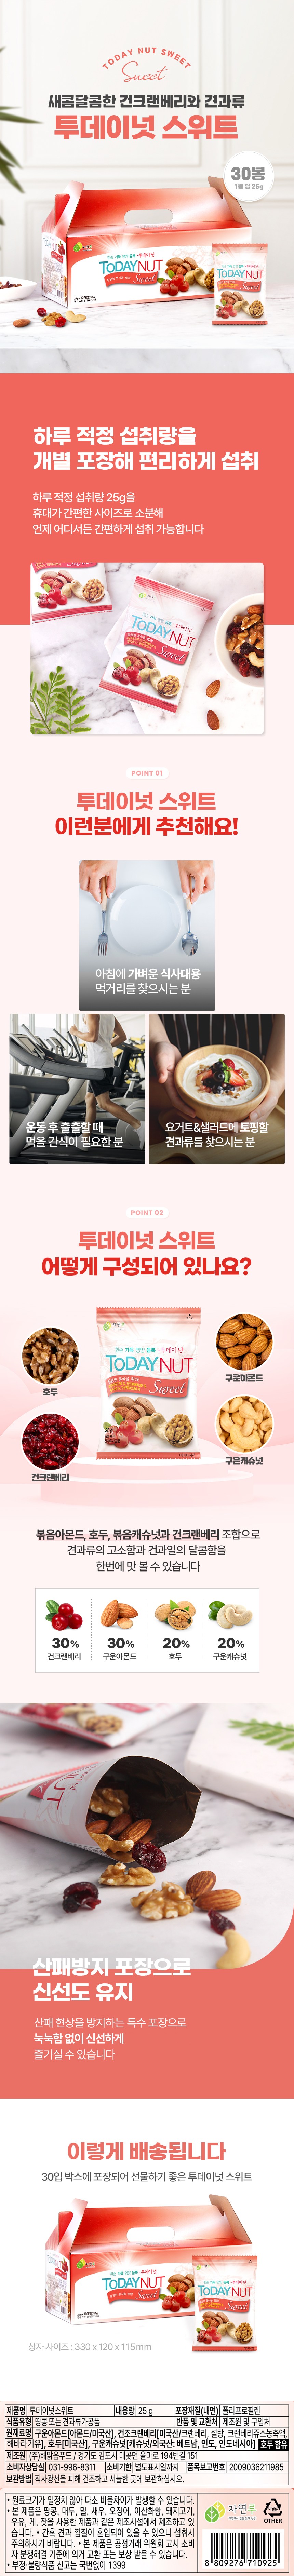 TODAY NUT SWEET
Sweet
새콤달콤한 건크랜베리와 견과류
투데이넛 스위트
30봉
1봉 당 25g
TODAYNUT
Sweet
TODAYNUT
Sweet
하루 적정 섭취량을
개별 포장해 편리하게 섭취
하루 적정 섭취량 25g을
휴대가 간편한 사이즈로 소분해
언제 어디서든 간편하게 섭취 가능합니다
TODAYNUT
Sweet
POINT 01
투데이넛 스위트
이런분에게 추천해요!
아침에 가벼운 식사대용
먹거리를 찾으시는 분
운동 후 출출할 때
먹을 간식이 필요한 분
요거트&샐러드에 토핑할
견과류를 찾으시는 분
POINT 02
투데이넛 스위트
어떻게 구성되어 있나요?
TODAYNUT
Sweet
호두
구운아몬드
건크랜베리
구운캐슈넛
볶음아몬드, 호두, 볶음캐슈넛과 건크랜베리 조합으로
견과류의 고소함과 건과일의 달콤함을
한번에 맛 볼 수 있습니다
30% 30% 20% 20%
건크랜베리 구운아몬드 호두 구운캐슈넛
산패방지 포장으로
신선도 유지
산패 현상을 방지하는 특수 포장으로
눅눅함 없이 신선하게
즐기실 수 있습니다
이렇게 배송됩니다
30입 박스에 포장되어 선물하기 좋은 투데이넛 스위트
TODAYNUT
Sweet
TODAYNUT
Sweet
상자 사이즈 : 330 x 120 x 115mm
제품명 투데이넛스위트 내용량 25 g 포장재질(내면) 폴리프로필렌
식품유형 땅콩 또는 견과류가공품 반품 및 교환처 제조원 및 구입처
원재료명 구운아몬드[아몬드/미국산], 건조크랜베리[미국산/크랜베리, 설탕, 크랜베리쥬스농축액,
해바라기유], 호두[미국산], 구운캐슈넛[캐슈넛/외국산: 베트남, 인도, 인도네시아] 호두 함유
제조원 (주)해맑음푸드 / 경기도 김포시 대곶면 율마로 194번길 151
소비자상담실 031-996-8311 소비기한 별도표시일까지 품목보고번호 2009036211985
보관방법 직사광선을 피해 건조하고 서늘한 곳에 보관하십시오.
• 원료크기가 일정치 않아 다소 비율차이가 발생할 수 있습니다.
• 본 제품은 땅콩, 대두, 밀, 새우, 오징어, 이산화황, 돼지고기,
우유, 게, 잣을 사용한 제품과 같은 제조시설에서 제조하고 있
습니다. • 간혹 견과 껍질이 혼입되어 있을 수 있으니 섭취시
주의하시기 바랍니다. • 본 제품은 공정거래 위원회 고시 소비
자 분쟁해결 기준에 의거 교환 또는 보상 받을 수 있습니다.
• 부정·불량식품 신고는 국번없이 1399
자연루
OTHER
8 809276 710925